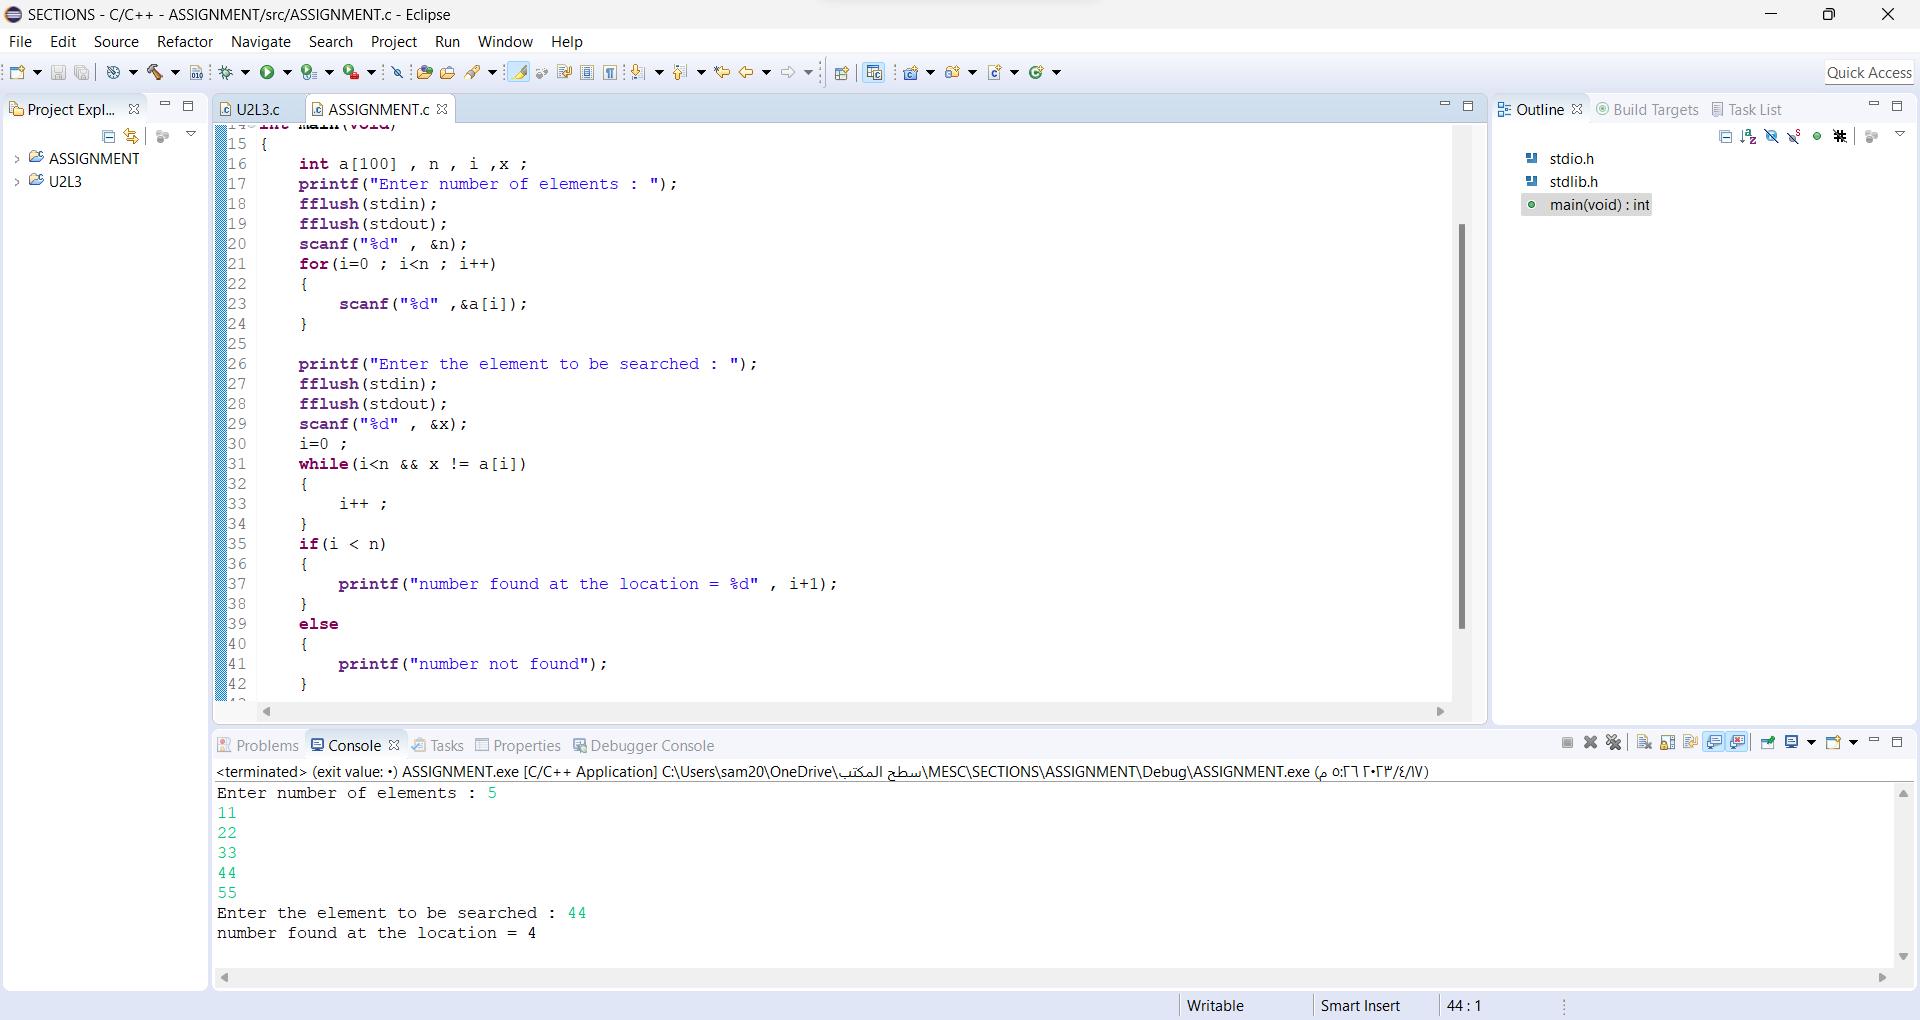 SECTIONS - C/C++ - ASSIGNMENT/src/ASSIGNMENT.c - Eclipse
File Edit Source Refactor Navigate Search Project Run Window Help
Quick Access
Project Expl...
ASSIGNMENT
U2L3
U2L3.c ASSIGNMENT.c
14 int main(void)
15 {
16 int a[100] , n , i ,x ;
17 printf("Enter number of elements : ");
18 fflush(stdin);
19 fflush(stdout);
20 scanf("%d" , &n);
21 for(i=0 ; i<n ; i++)
22 {
23 scanf("%d" ,&a[i]);
24 }
25
26 printf("Enter the element to be searched : ");
27 fflush(stdin);
28 fflush(stdout);
29 scanf("%d" , &x);
30 i=0 ;
31 while(i<n && x != a[i])
32 {
33 i++ ;
34 }
35 if(i < n)
36 {
37 printf("number found at the location = %d" , i+1);
38 }
39 else
40 {
41 printf("number not found");
42 }
Outline Build Targets Task List
stdio.h
stdlib.h
main(void) : int
Problems Console Tasks Properties Debugger Console
<terminated> (exit value: ٠) ASSIGNMENT.exe [C/C++ Application] C:\Users\sam20\OneDrive\سطح المكتب\MESC\SECTIONS\ASSIGNMENT\Debug\ASSIGNMENT.exe (٢٠٢٣/٤/١٧ ٥:٢٦ م)
Enter number of elements : 5
11
22
33
44
55
Enter the element to be searched : 44
number found at the location = 4
Writable Smart Insert 44 : 1